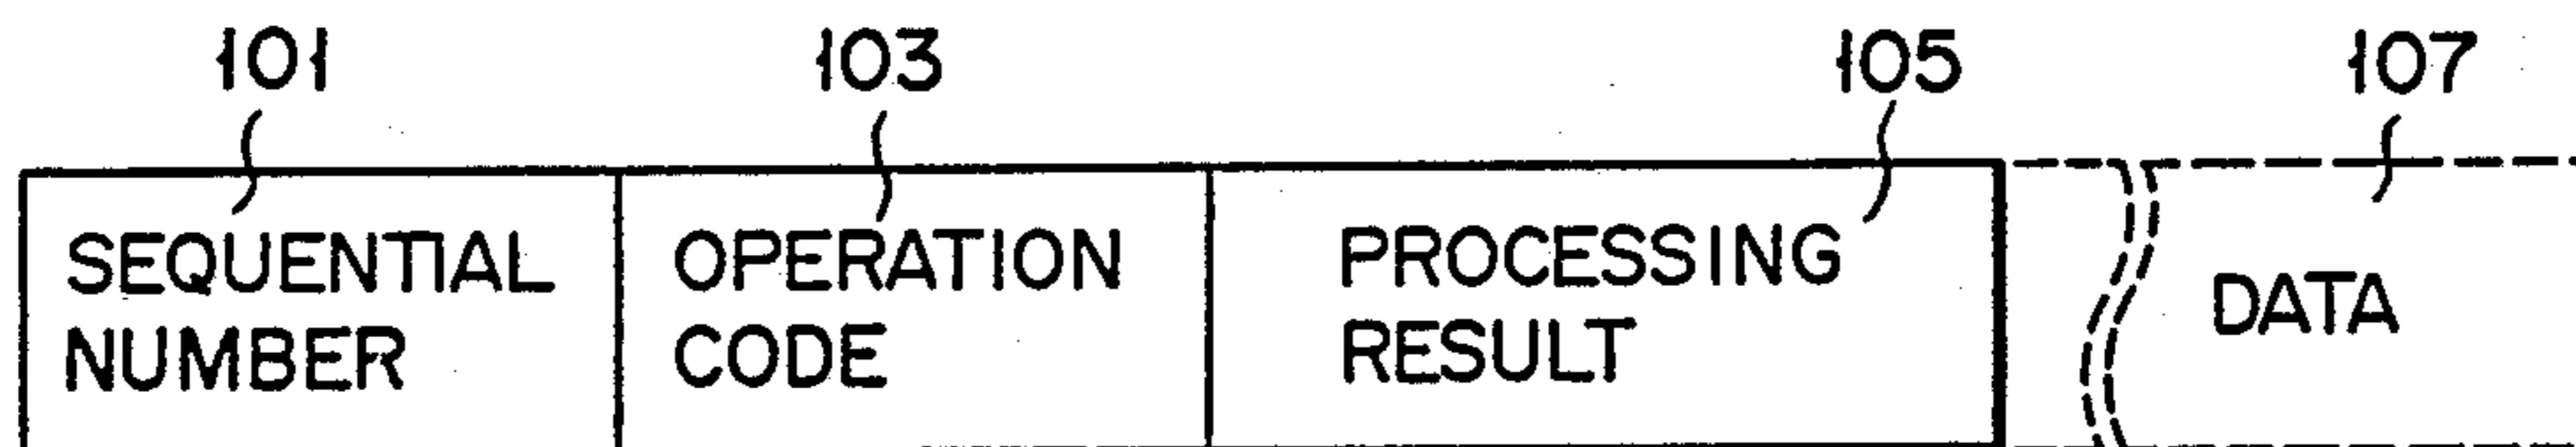 101 103 105 107
SEQUENTIAL NUMBER
OPERATION CODE
PROCESSING RESULT
DATA